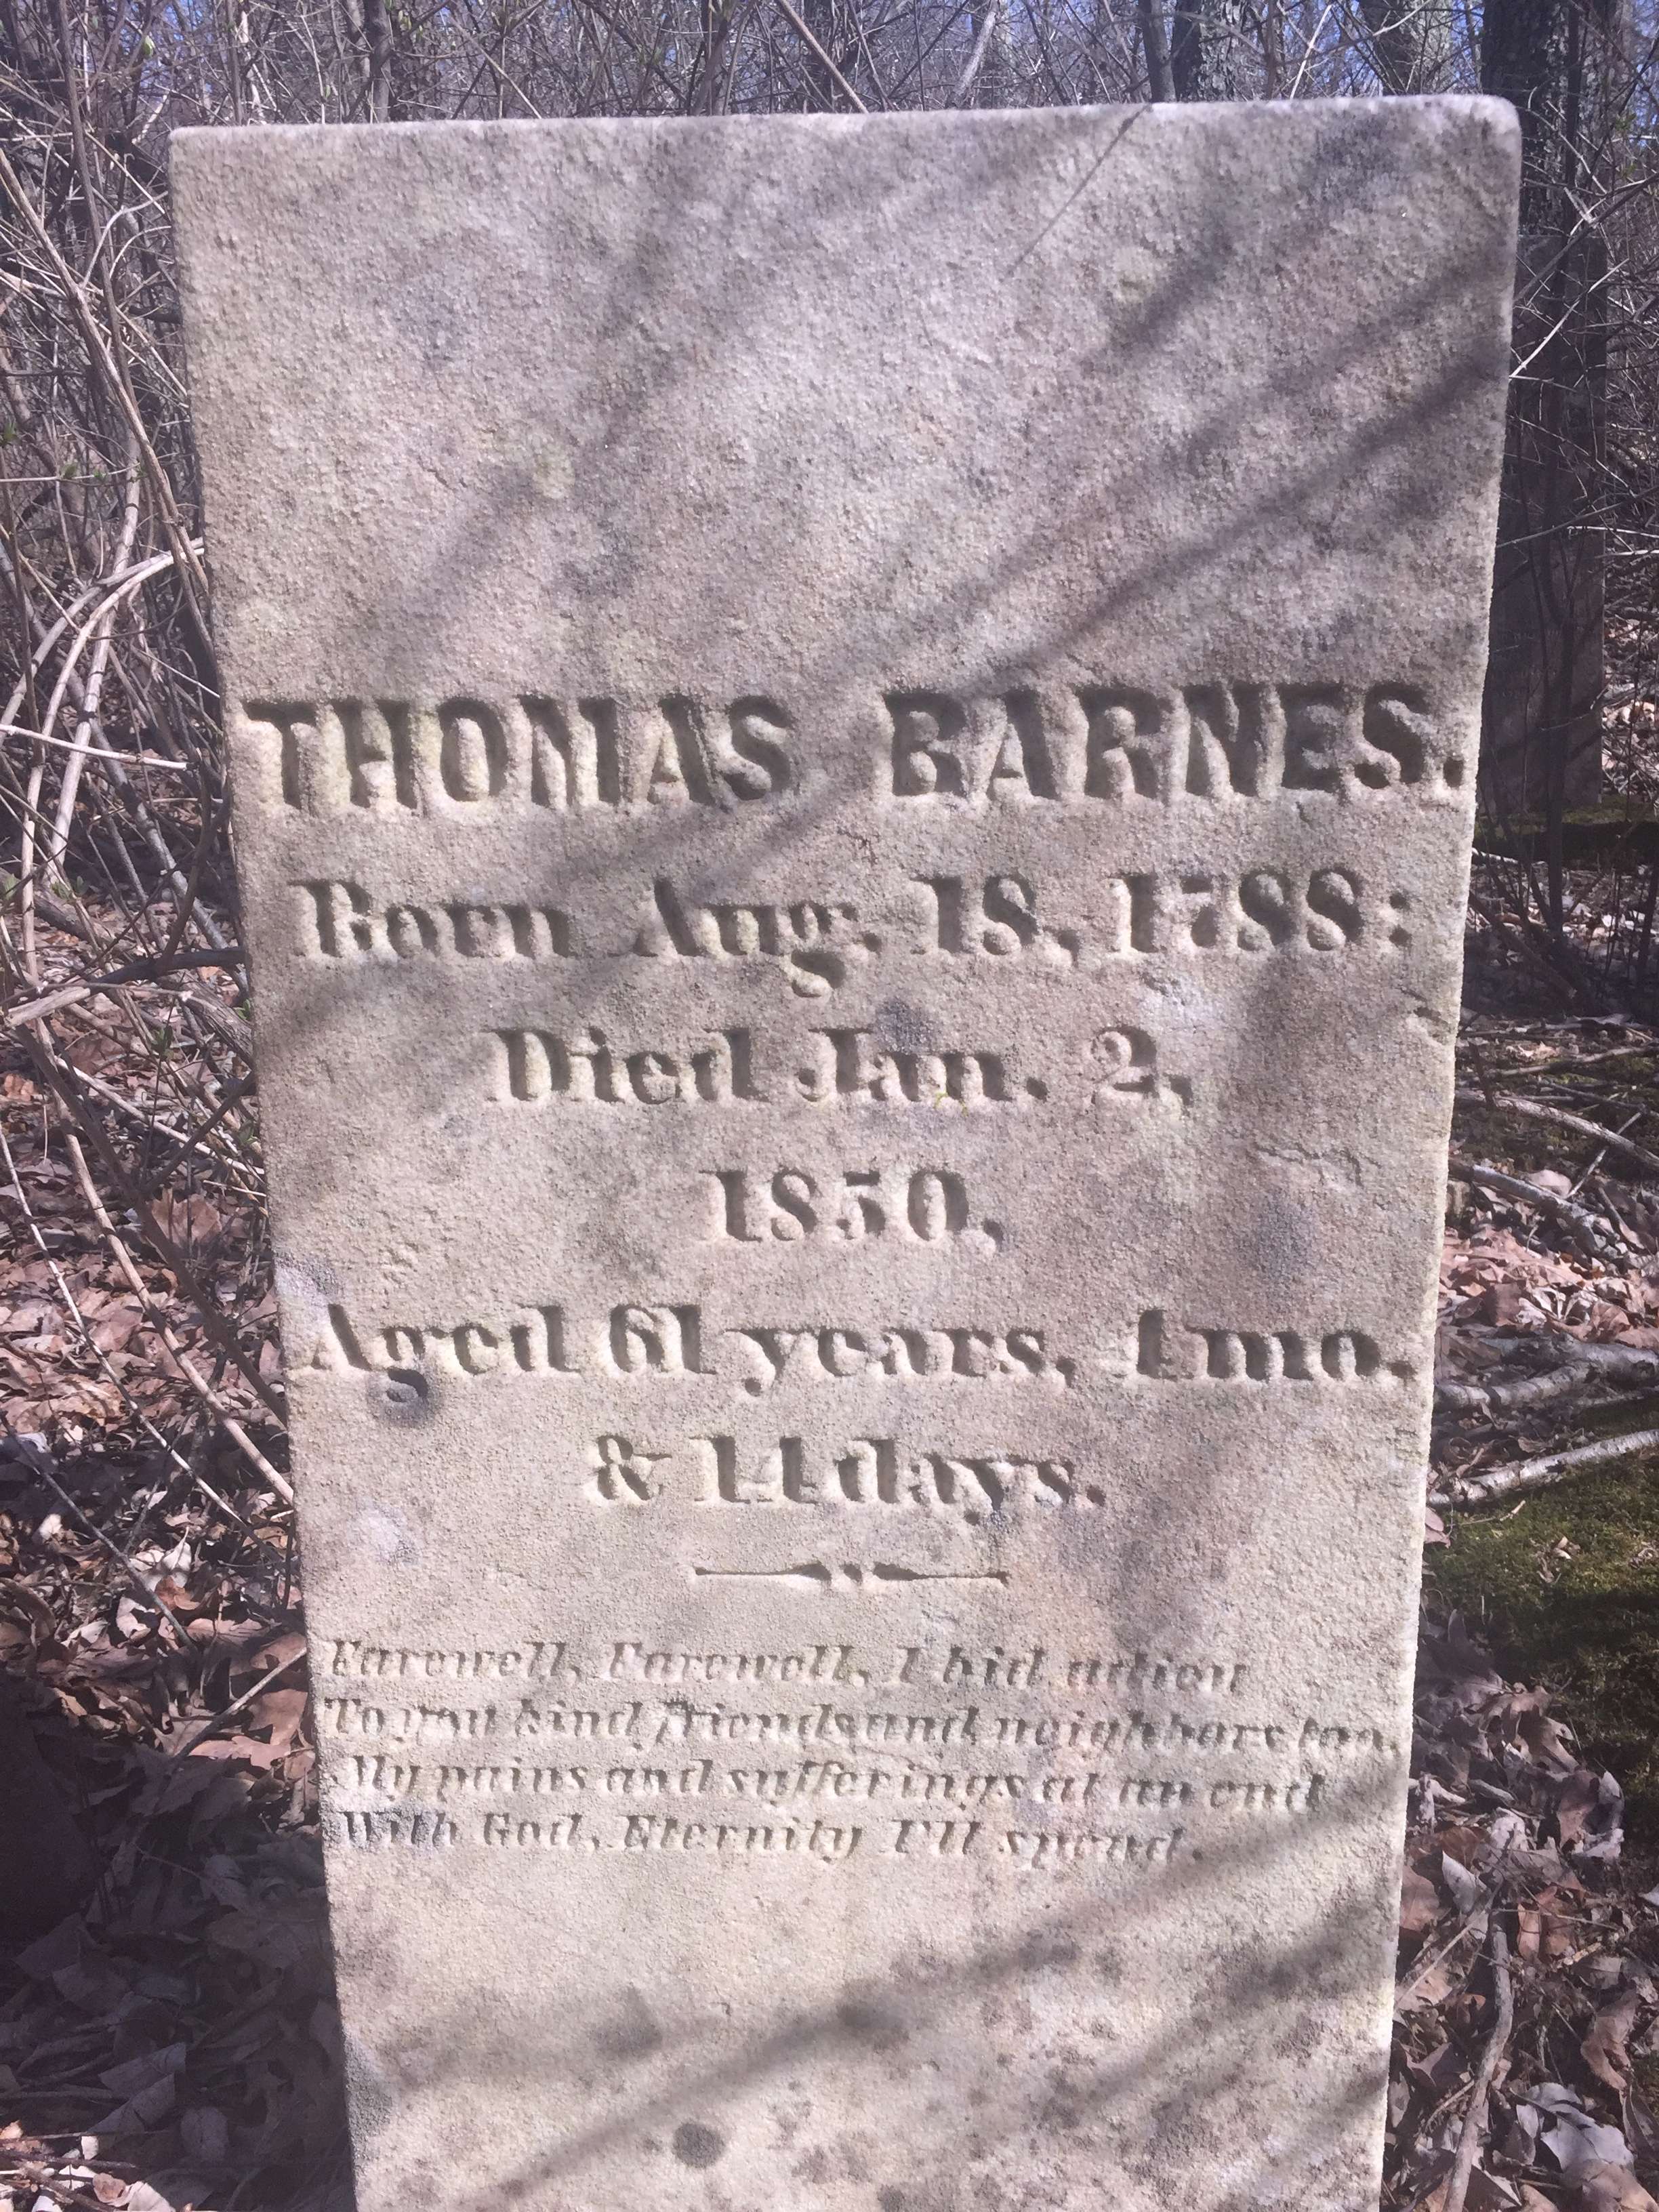 THOMAS BARNES.
Born Aug. 18, 1788:
Died Jan. 2,
1850,
Aged 61 years, 4 mo.
& 14 days.
Farewell, Farewell, I bid adieu
To you kind friends and neighbors too.
My pains and sufferings at an end
With God, Eternity I'll spend.